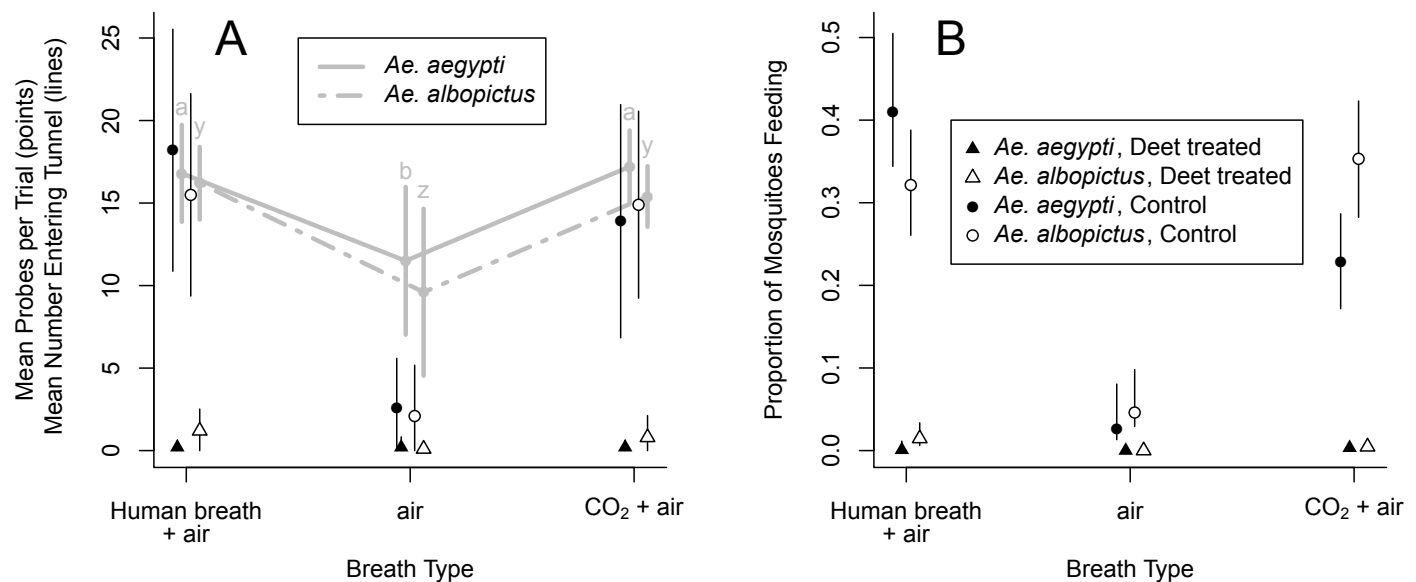 A
Mean Probes per Trial (points)
Mean Number Entering Tunnel (lines)
25
20
15
10
5
0
Ae. aegypti
Ae. albopictus
a
y
b
z
a
y
Human breath
+ air
air
CO₂ + air
Breath Type
B
Proportion of Mosquitoes Feeding
0.5
0.4
0.3
0.2
0.1
0.0
Ae. aegypti, Deet treated
Ae. albopictus, Deet treated
Ae. aegypti, Control
Ae. albopictus, Control
Human breath
+ air
air
CO₂ + air
Breath Type